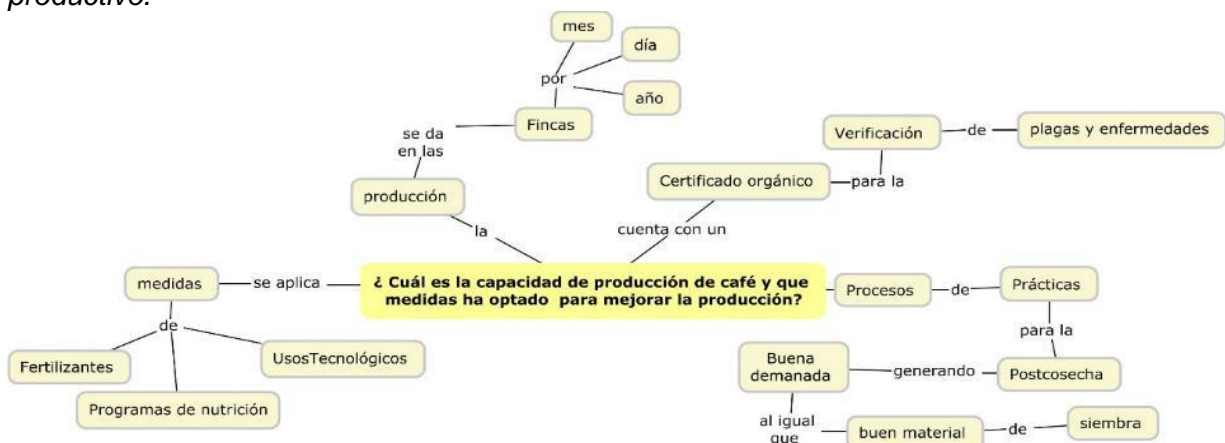 productivo.
mes
día
por
año
Fincas
se da
en las
Verificación
de
plagas y enfermedades
Certificado orgánico
para la
producción
la
cuenta con un
medidas
se aplica
¿ Cuál es la capacidad de producción de café y que
medidas ha optado para mejorar la producción?
Procesos
de
Prácticas
de
para la
Fertilizantes
UsosTecnológicos
Programas de nutrición
Buena
demanada
generando
Postcosecha
al igual
que
buen material
de
siembra